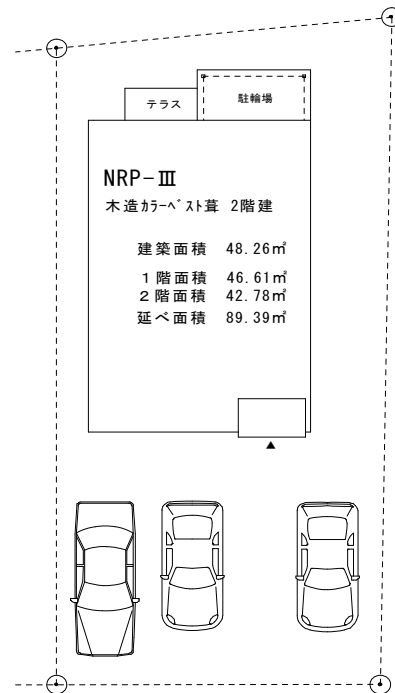 テラス
駐輪場
NRP-Ⅲ
木造ｶﾗｰﾍﾞｽﾄ葺 2階建
建築面積 48.26㎡
１階面積 46.61㎡
２階面積 42.78㎡
延べ面積 89.39㎡